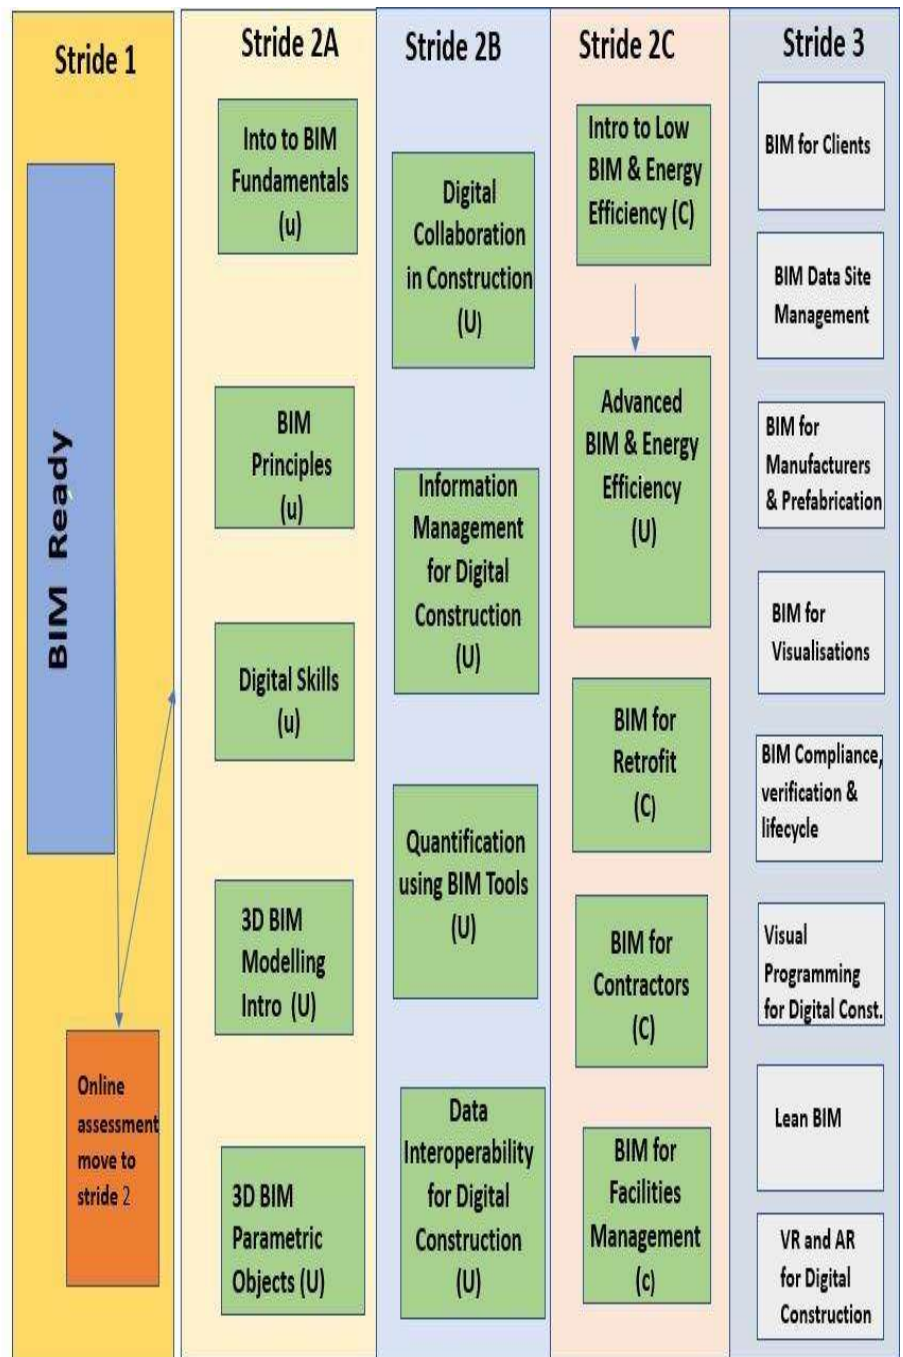 Stride 1
BIM Ready
Online
assessment
move to
stride 2
Stride 2A
Into to BIM
Fundamentals
(u)
BIM
Principles
(u)
Digital Skills
(u)
3D BIM
Modelling
Intro (U)
3D BIM
Parametric
Objects (U)
Stride 2B
Digital
Collaboration
in Construction
(U)
Information
Management
for Digital
Construction
(U)
Quantification
using BIM Tools
(U)
Data
Interoperability
for Digital
Construction
(U)
Stride 2C
Intro to Low
BIM & Energy
Efficiency (C)
Advanced
BIM & Energy
Efficiency
(U)
BIM for
Retrofit
(C)
BIM for
Contractors
(C)
BIM for
Facilities
Management
(c)
Stride 3
BIM for Clients
BIM Data Site
Management
BIM for
Manufacturers
& Prefabrication
BIM for
Visualisations
BIM Compliance,
verification &
lifecycle
Visual
Programming
for Digital Const.
Lean BIM
VR and AR
for Digital
Construction